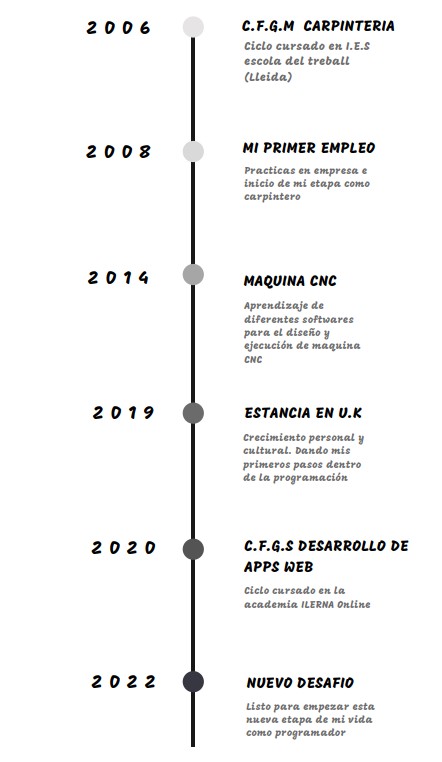 2006
C.F.G.M CARPINTERIA
Ciclo cursado en I.E.S
escola del treball
(Lleida)
2008
MI PRIMER EMPLEO
Practicas en empresa e
inicio de mi etapa como
carpintero
2014
MAQUINA CNC
Aprendizaje de
diferentes softwares
para el diseño y
ejecución de maquina
CNC
2019
ESTANCIA EN U.K
Crecimiento personal y
cultural. Dando mis
primeros pasos dentro
de la programación
2020
C.F.G.S DESARROLLO DE
APPS WEB
Ciclo cursado en la
academia ILERNA Online
2022
NUEVO DESAFIO
Listo para empezar esta
nueva etapa de mi vida
como programador